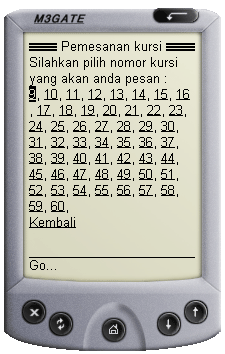 M3GATE
Pemesanan kursi
Silahkan pilih nomor kursi
yang akan anda pesan :
9, 10, 11, 12, 13, 14, 15, 16
, 17, 18, 19, 20, 21, 22, 23,
24, 25, 26, 27, 28, 29, 30,
31, 32, 33, 34, 35, 36, 37,
38, 39, 40, 41, 42, 43, 44,
45, 46, 47, 48, 49, 50, 51,
52, 53, 54, 55, 56, 57, 58,
59, 60,
Kembali
Go...